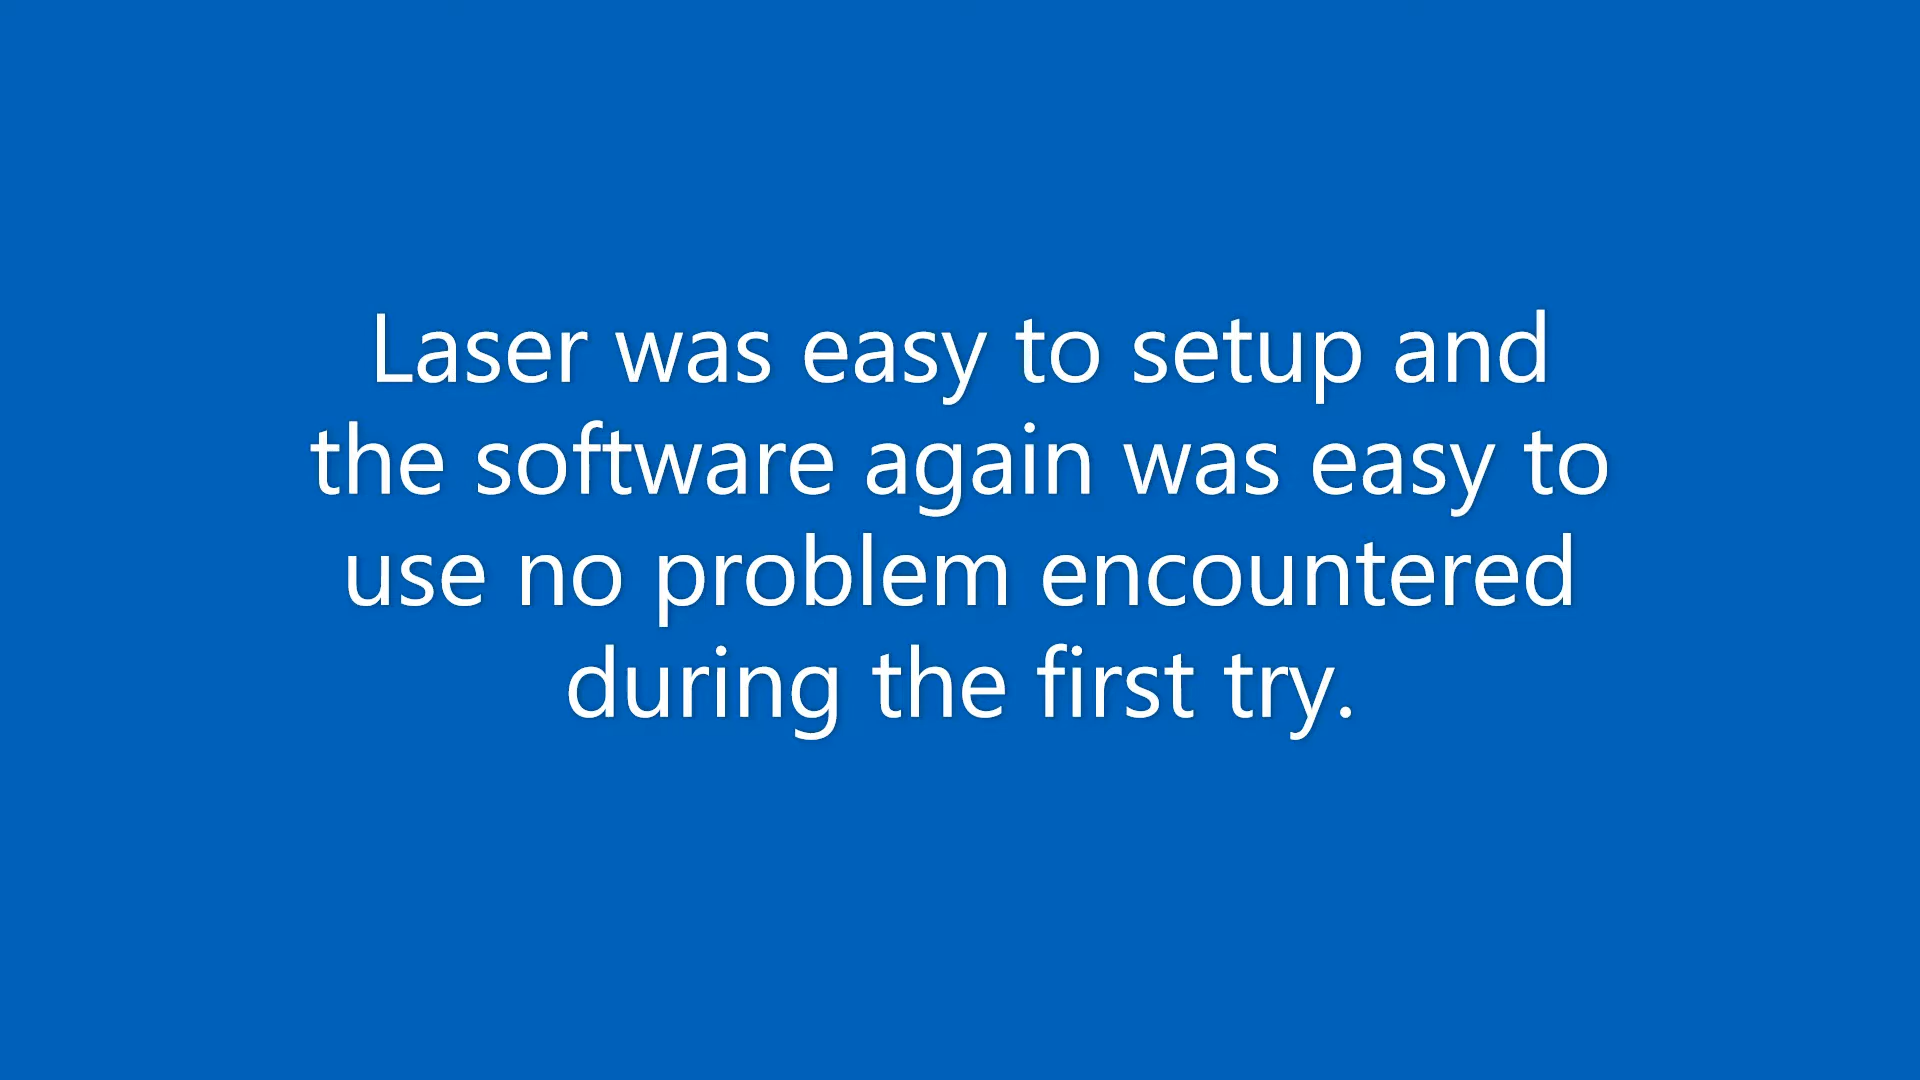 Laser was easy to setup and
the software again was easy to
use no problem encountered
during the first try.